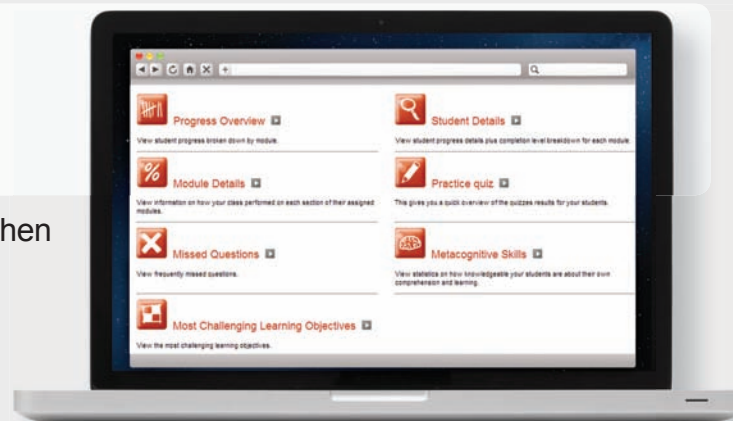 hen
Progress Overview
View student progress broken down by module.
Student Details
View student progress details plus completion level breakdown for each module.
Module Details
View information on how your class performed on each section of their assigned
modules.
Practice quiz
This gives you a quick overview of the quizzes results for your students.
Missed Questions
View frequently missed questions.
Metacognitive Skills
View statistics on how knowledgeable your students are about their own
comprehension and learning.
Most Challenging Learning Objectives
View the most challenging learning objectives.